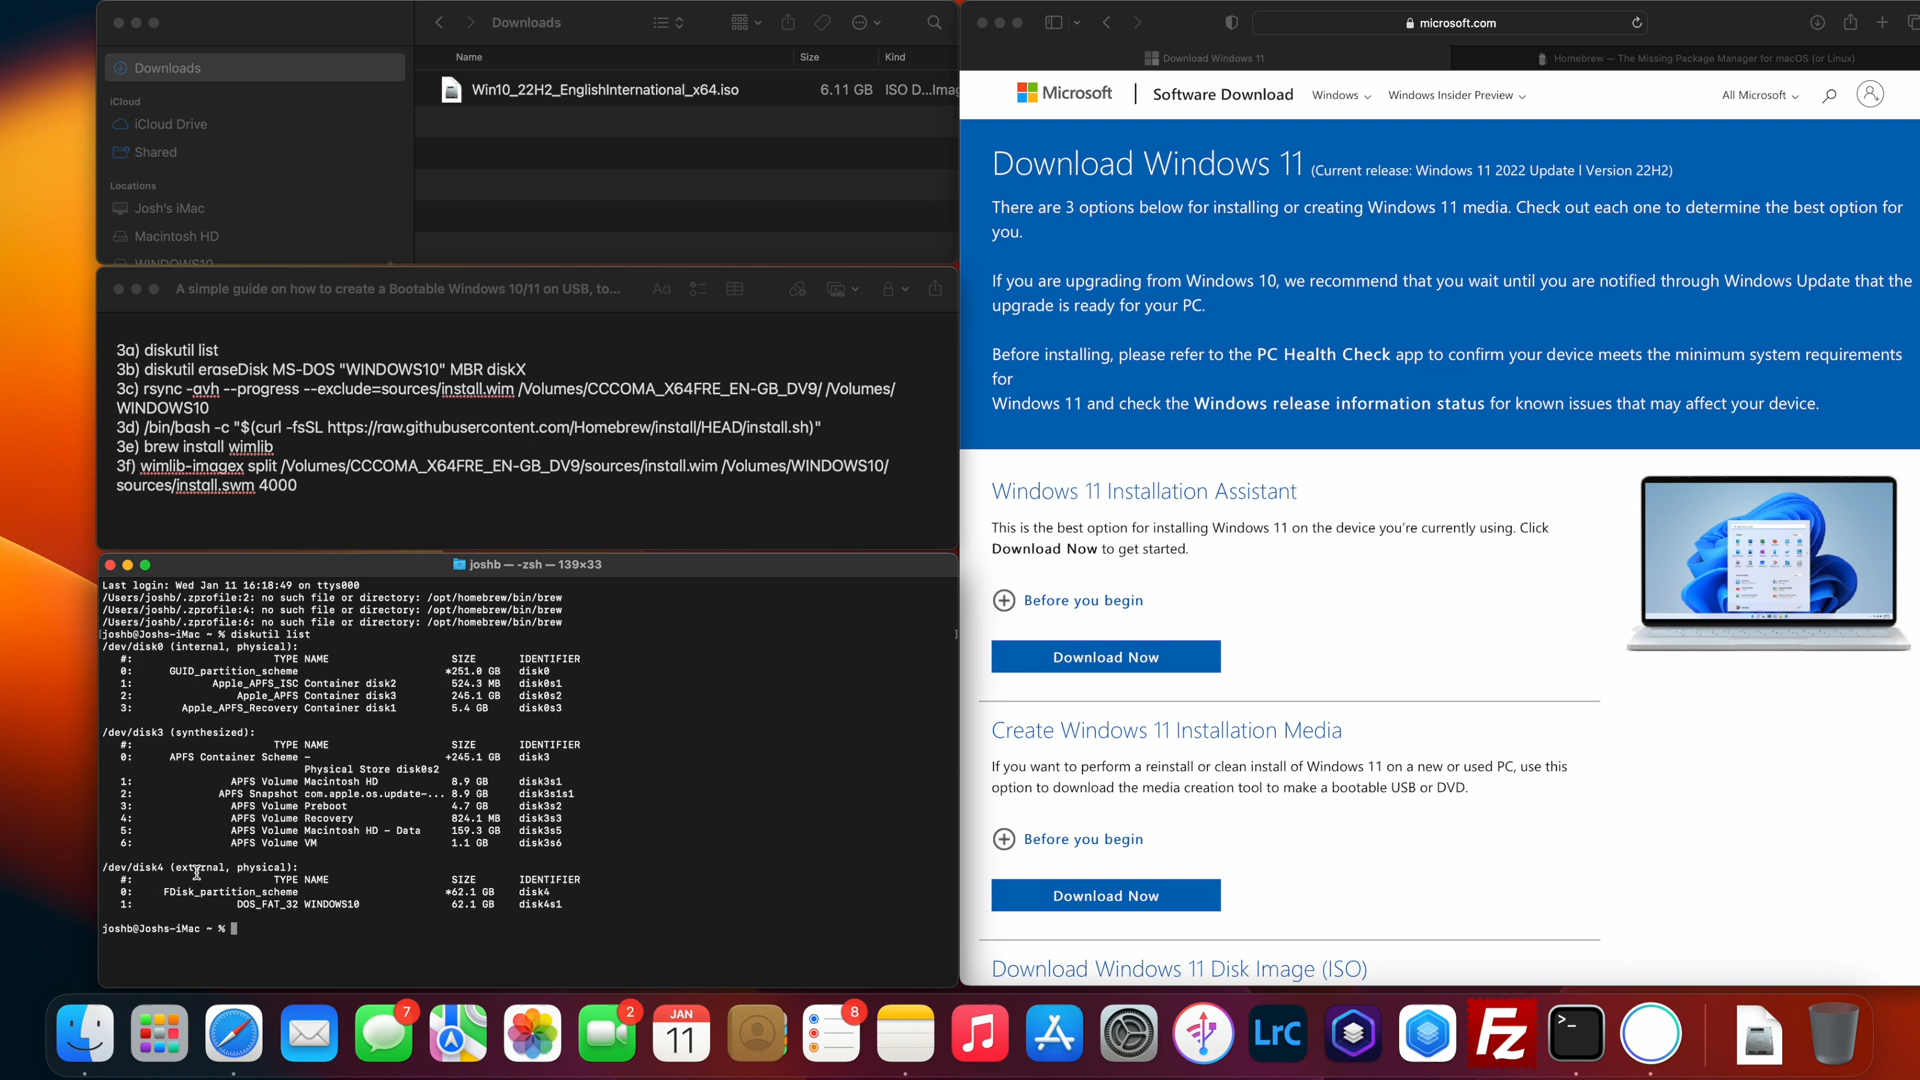 Downloads
Downloads
iCloud
iCloud Drive
Shared
Locations
Josh's iMac
Macintosh HD
WINDOWS10
Name Size Kind
Win10_22H2_EnglishInternational_x64.iso 6.11 GB ISO D...Imag
A simple guide on how to create a Bootable Windows 10/11 on USB, to...
Aa
3a) diskutil list
3b) diskutil eraseDisk MS-DOS "WINDOWS10" MBR diskX
3c) rsync -avh --progress --exclude=sources/install.wim /Volumes/CCCOMA_X64FRE_EN-GB_DV9/ /Volumes/
WINDOWS10
3d) /bin/bash -c "$(curl -fsSL https://raw.githubusercontent.com/Homebrew/install/HEAD/install.sh)"
3e) brew install wimlib
3f) wimlib-imagex split /Volumes/CCCOMA_X64FRE_EN-GB_DV9/sources/install.wim /Volumes/WINDOWS10/
sources/install.swm 4000
joshb — -zsh — 139×33
Last login: Wed Jan 11 16:18:49 on ttys000
/Users/joshb/.zprofile:2: no such file or directory: /opt/homebrew/bin/brew
/Users/joshb/.zprofile:4: no such file or directory: /opt/homebrew/bin/brew
/Users/joshb/.zprofile:6: no such file or directory: /opt/homebrew/bin/brew
[joshb@Joshs-iMac ~ % diskutil list ]
/dev/disk0 (internal, physical):
#: TYPE NAME SIZE IDENTIFIER
0: GUID_partition_scheme *251.0 GB disk0
1: Apple_APFS_ISC Container disk2 524.3 MB disk0s1
2: Apple_APFS Container disk3 245.1 GB disk0s2
3: Apple_APFS_Recovery Container disk1 5.4 GB disk0s3
/dev/disk3 (synthesized):
#: TYPE NAME SIZE IDENTIFIER
0: APFS Container Scheme - +245.1 GB disk3
Physical Store disk0s2
1: APFS Volume Macintosh HD 8.9 GB disk3s1
2: APFS Snapshot com.apple.os.update-... 8.9 GB disk3s1s1
3: APFS Volume Preboot 4.7 GB disk3s2
4: APFS Volume Recovery 824.1 MB disk3s3
5: APFS Volume Macintosh HD - Data 159.3 GB disk3s5
6: APFS Volume VM 1.1 GB disk3s6
/dev/disk4 (external, physical):
#: TYPE NAME SIZE IDENTIFIER
0: FDisk_partition_scheme *62.1 GB disk4
1: DOS_FAT_32 WINDOWS10 62.1 GB disk4s1
joshb@Joshs-iMac ~ %
microsoft.com
Download Windows 11
Homebrew — The Missing Package Manager for macOS (or Linux)
Microsoft Software Download Windows Windows Insider Preview All Microsoft
Download Windows 11 (Current release: Windows 11 2022 Update l Version 22H2)
There are 3 options below for installing or creating Windows 11 media. Check out each one to determine the best option for
you.
If you are upgrading from Windows 10, we recommend that you wait until you are notified through Windows Update that the
upgrade is ready for your PC.
Before installing, please refer to the PC Health Check app to confirm your device meets the minimum system requirements
for
Windows 11 and check the Windows release information status for known issues that may affect your device.
Windows 11 Installation Assistant
This is the best option for installing Windows 11 on the device you're currently using. Click
Download Now to get started.
Before you begin
Download Now
Create Windows 11 Installation Media
If you want to perform a reinstall or clean install of Windows 11 on a new or used PC, use this
option to download the media creation tool to make a bootable USB or DVD.
Before you begin
Download Now
Download Windows 11 Disk Image (ISO)
7
2
JAN
11
8
LrC
Fz
>_